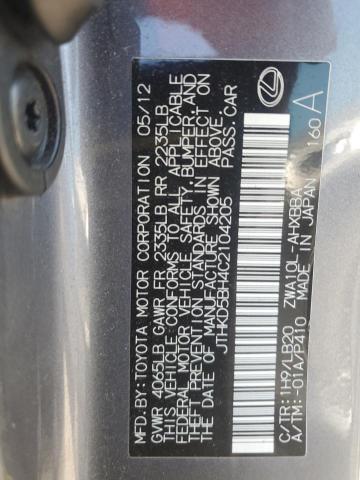 MFD.BY:TOYOTA MOTOR CORPORATION 05/12
GVWR 4065LB GAWR FR 2335LB RR 2235LB
THIS VEHICLE CONFORMS TO ALL APPLICABLE
FEDERAL MOTOR VEHICLE SAFETY, BUMPER, AND
THEFT PREVENTION STANDARDS IN EFFECT ON
THE DATE OF MANUFACTURE SHOWN ABOVE.
JTHKD5BH4C2104205 PASS.CAR
C/TR:1H9/LB20 ZWA10L-AHXBBA
A/TM:-01A/P410 MADE IN JAPAN
160 A